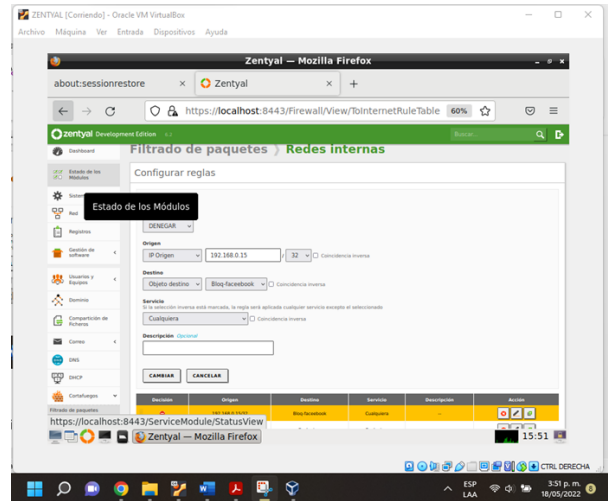 ZENTYAL [Corriendo] - Oracle VM VirtualBox
Archivo Máquina Ver Entrada Dispositivos Ayuda
Zentyal — Mozilla Firefox
about:sessionrestore
Zentyal
https://localhost:8443/Firewall/View/ToInternetRuleTable 60%
zentyal Development Edition
Buscar...
Dashboard
Filtrado de paquetes Redes internas
Estado de los Módulos
Configurar reglas
Estado de los Módulos
Red
DENEGAR
Registros
Origen
Gestión de software
IP Origen 192.168.0.15 / 32 Coincidencia inversa
Destino
Usuarios y Equipos
Objeto destino Bloq-faceebook Coincidencia inversa
Dominio
Servicio
Si la selección inversa está marcada, la regla será aplicada cualquier servicio excepto el seleccionado
Compartición de Ficheros
Cualquiera Coincidencia inversa
Correo
Descripción Opcional
DNS
DHCP
CAMBIAR CANCELAR
Cortafuegos
Decisión Origen Destino Servicio Descripción Acción
Filtrado de paquetes
192.168.0.15/32 Bloq-faceebook Cualquiera --
https://localhost:8443/ServiceModule/StatusView
Zentyal — Mozilla Firefox
15:51
CTRL DERECHA
ESP
LAA
3:51 p. m.
18/05/2022